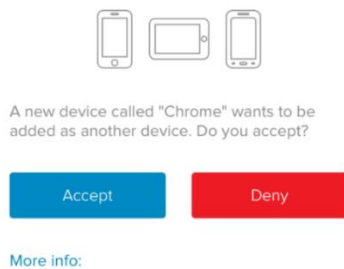 A new device called "Chrome" wants to be
added as another device. Do you accept?
Accept
Deny
More info: